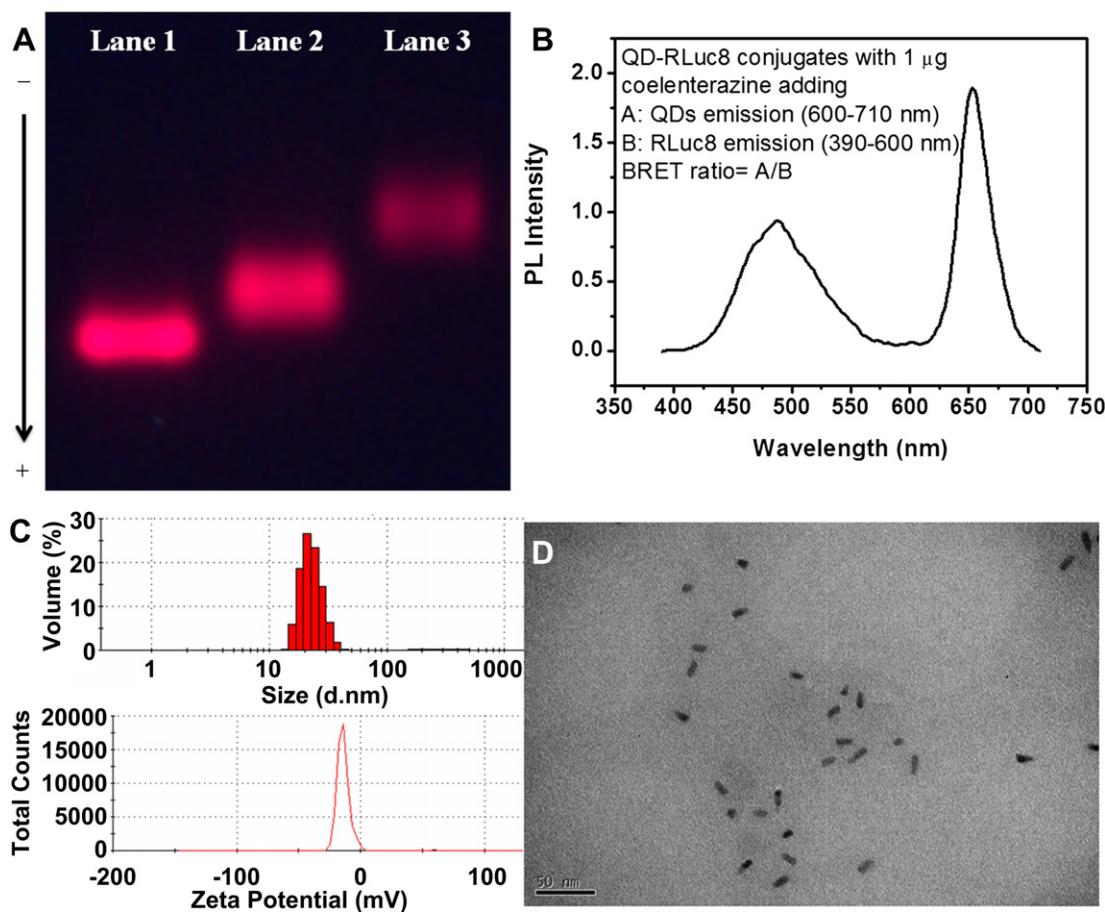 A
Lane 1 Lane 2 Lane 3
−
+
B
QD-RLuc8 conjugates with 1 μg
coelenterazine adding
A: QDs emission (600-710 nm)
B: RLuc8 emission (390-600 nm)
BRET ratio= A/B
PL Intensity
2.0
1.5
1.0
0.5
0.0
350 400 450 500 550 600 650 700 750
Wavelength (nm)
C
Volume (%)
30
20
10
0
1 10 100 1000
Size (d.nm)
Total Counts
20000
15000
10000
5000
0
-200 -100 0 100
Zeta Potential (mV)
D
50 nm